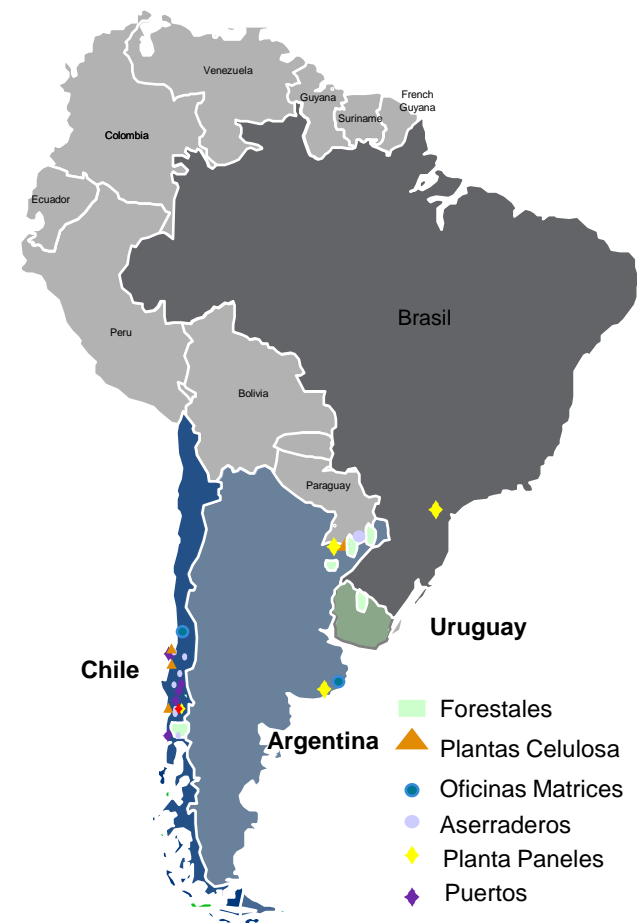 Venezuela
Guyana
French
Guyana
Suriname
Colombia
Ecuador
Peru
Brasil
Bolivia
Paraguay
Uruguay
Chile
Argentina
Forestales
Plantas Celulosa
Oficinas Matrices
Aserraderos
Planta Paneles
Puertos